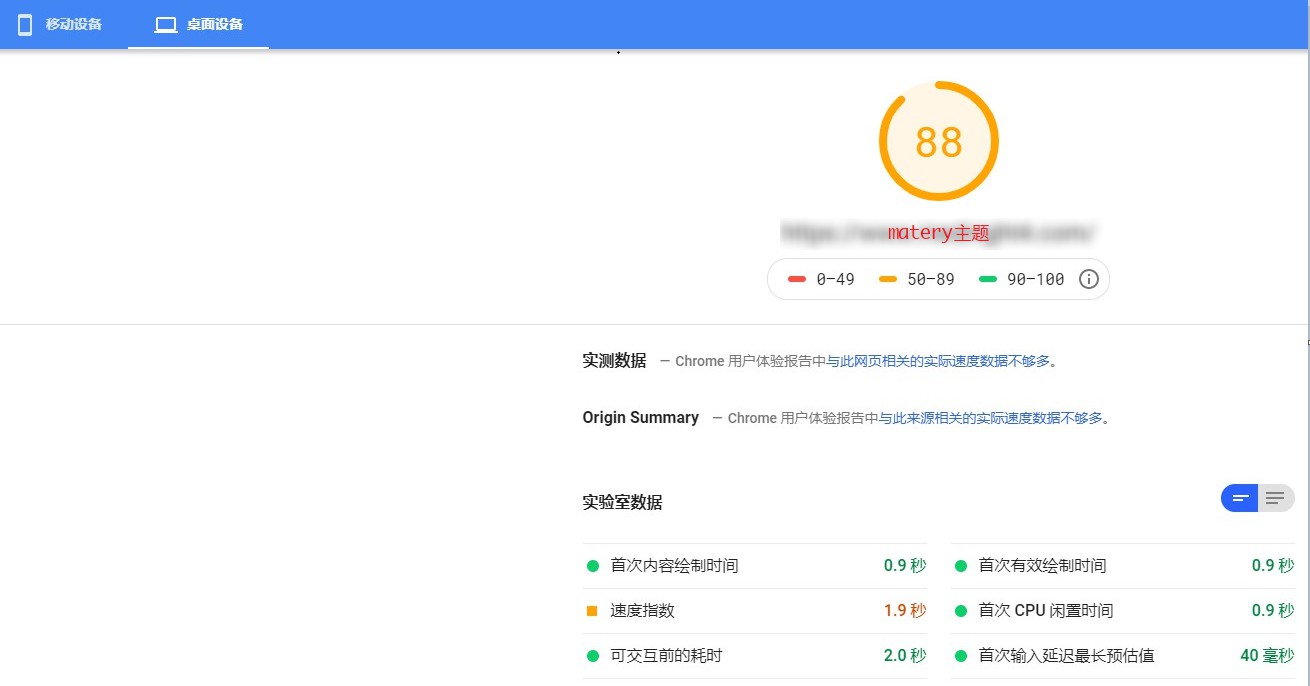 移动设备 桌面设备
88
matery主题
0–49 50–89 90–100
实测数据 — Chrome 用户体验报告中与此网页相关的实际速度数据不够多。
Origin Summary — Chrome 用户体验报告中与此来源相关的实际速度数据不够多。
实验室数据
首次内容绘制时间 0.9 秒 首次有效绘制时间 0.9 秒
速度指数 1.9 秒 首次 CPU 闲置时间 0.9 秒
可交互前的耗时 2.0 秒 首次输入延迟最长预估值 40 毫秒